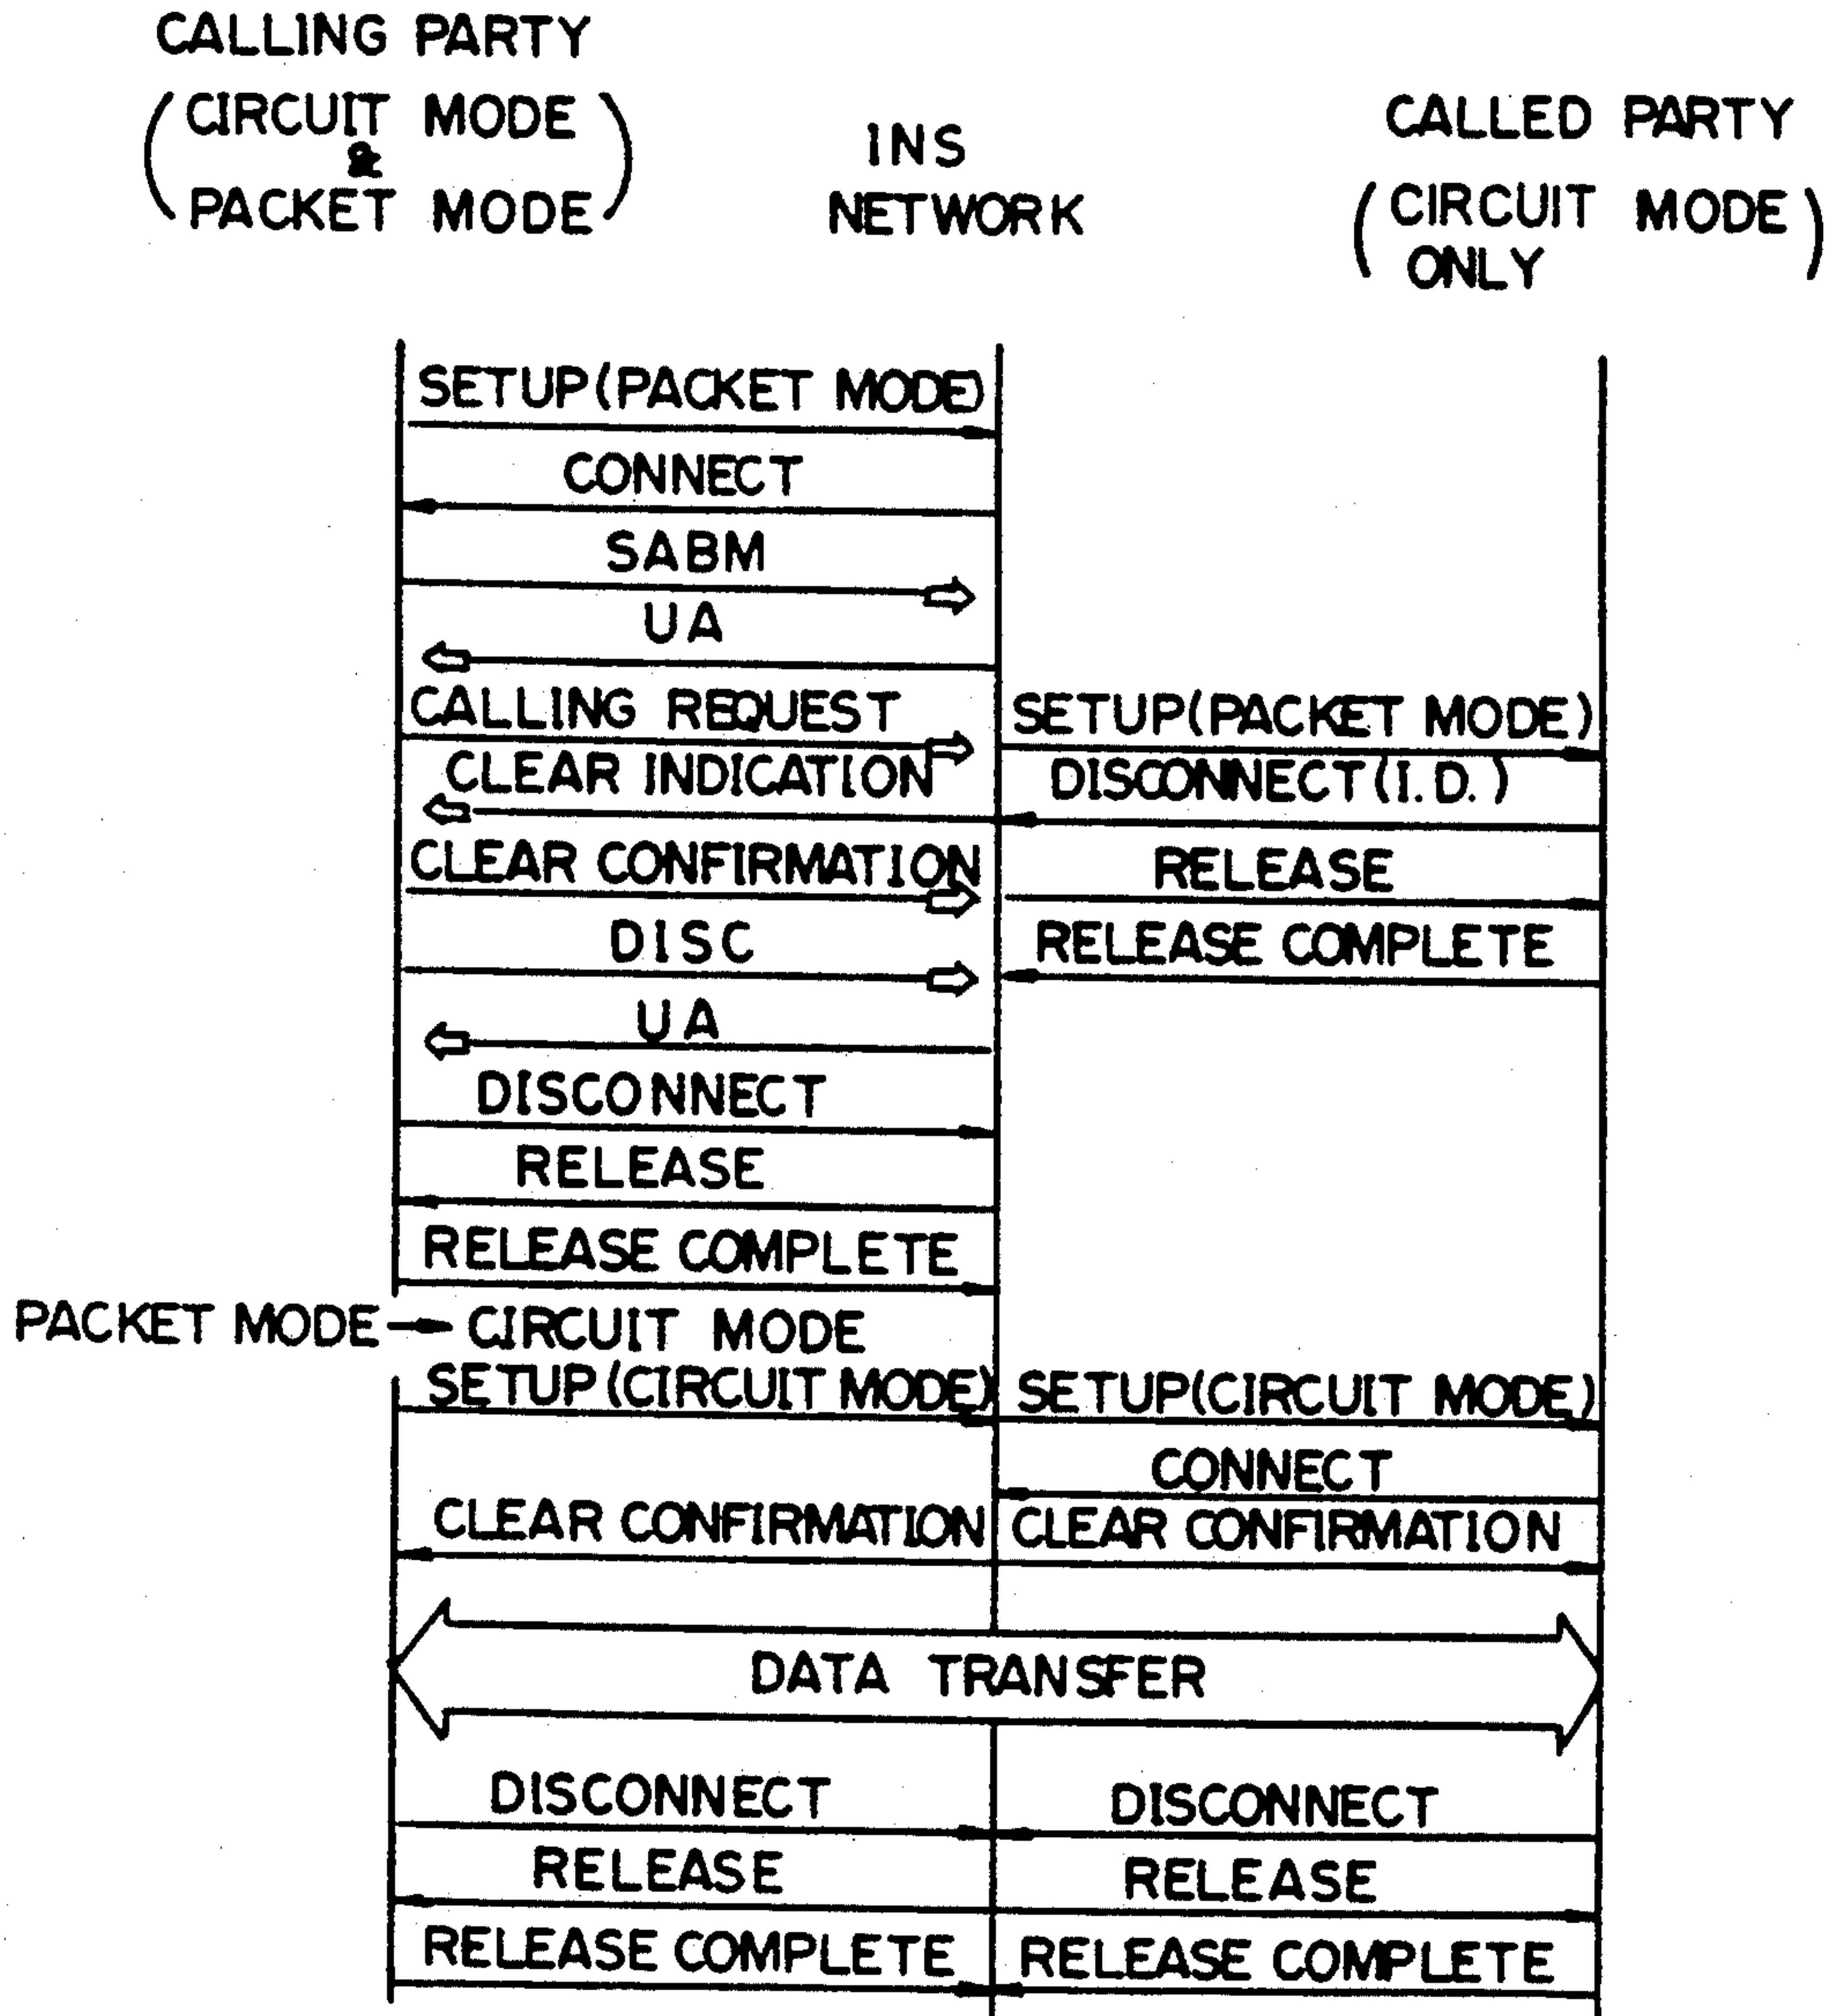 CALLING PARTY
(CIRCUIT MODE
&
PACKET MODE)
INS
NETWORK
CALLED PARTY
(CIRCUIT MODE)
ONLY
SETUP(PACKET MODE)
CONNECT
SABM
UA
CALLING REQUEST
SETUP(PACKET MODE)
CLEAR INDICATION
DISCONNECT(I.D.)
CLEAR CONFIRMATION
RELEASE
DISC
RELEASE COMPLETE
UA
DISCONNECT
RELEASE
RELEASE COMPLETE
PACKET MODE → CIRCUIT MODE
SETUP(CIRCUIT MODE)
SETUP(CIRCUIT MODE)
CONNECT
CLEAR CONFIRMATION
CLEAR CONFIRMATION
DATA TRANSFER
DISCONNECT
DISCONNECT
RELEASE
RELEASE
RELEASE COMPLETE
RELEASE COMPLETE